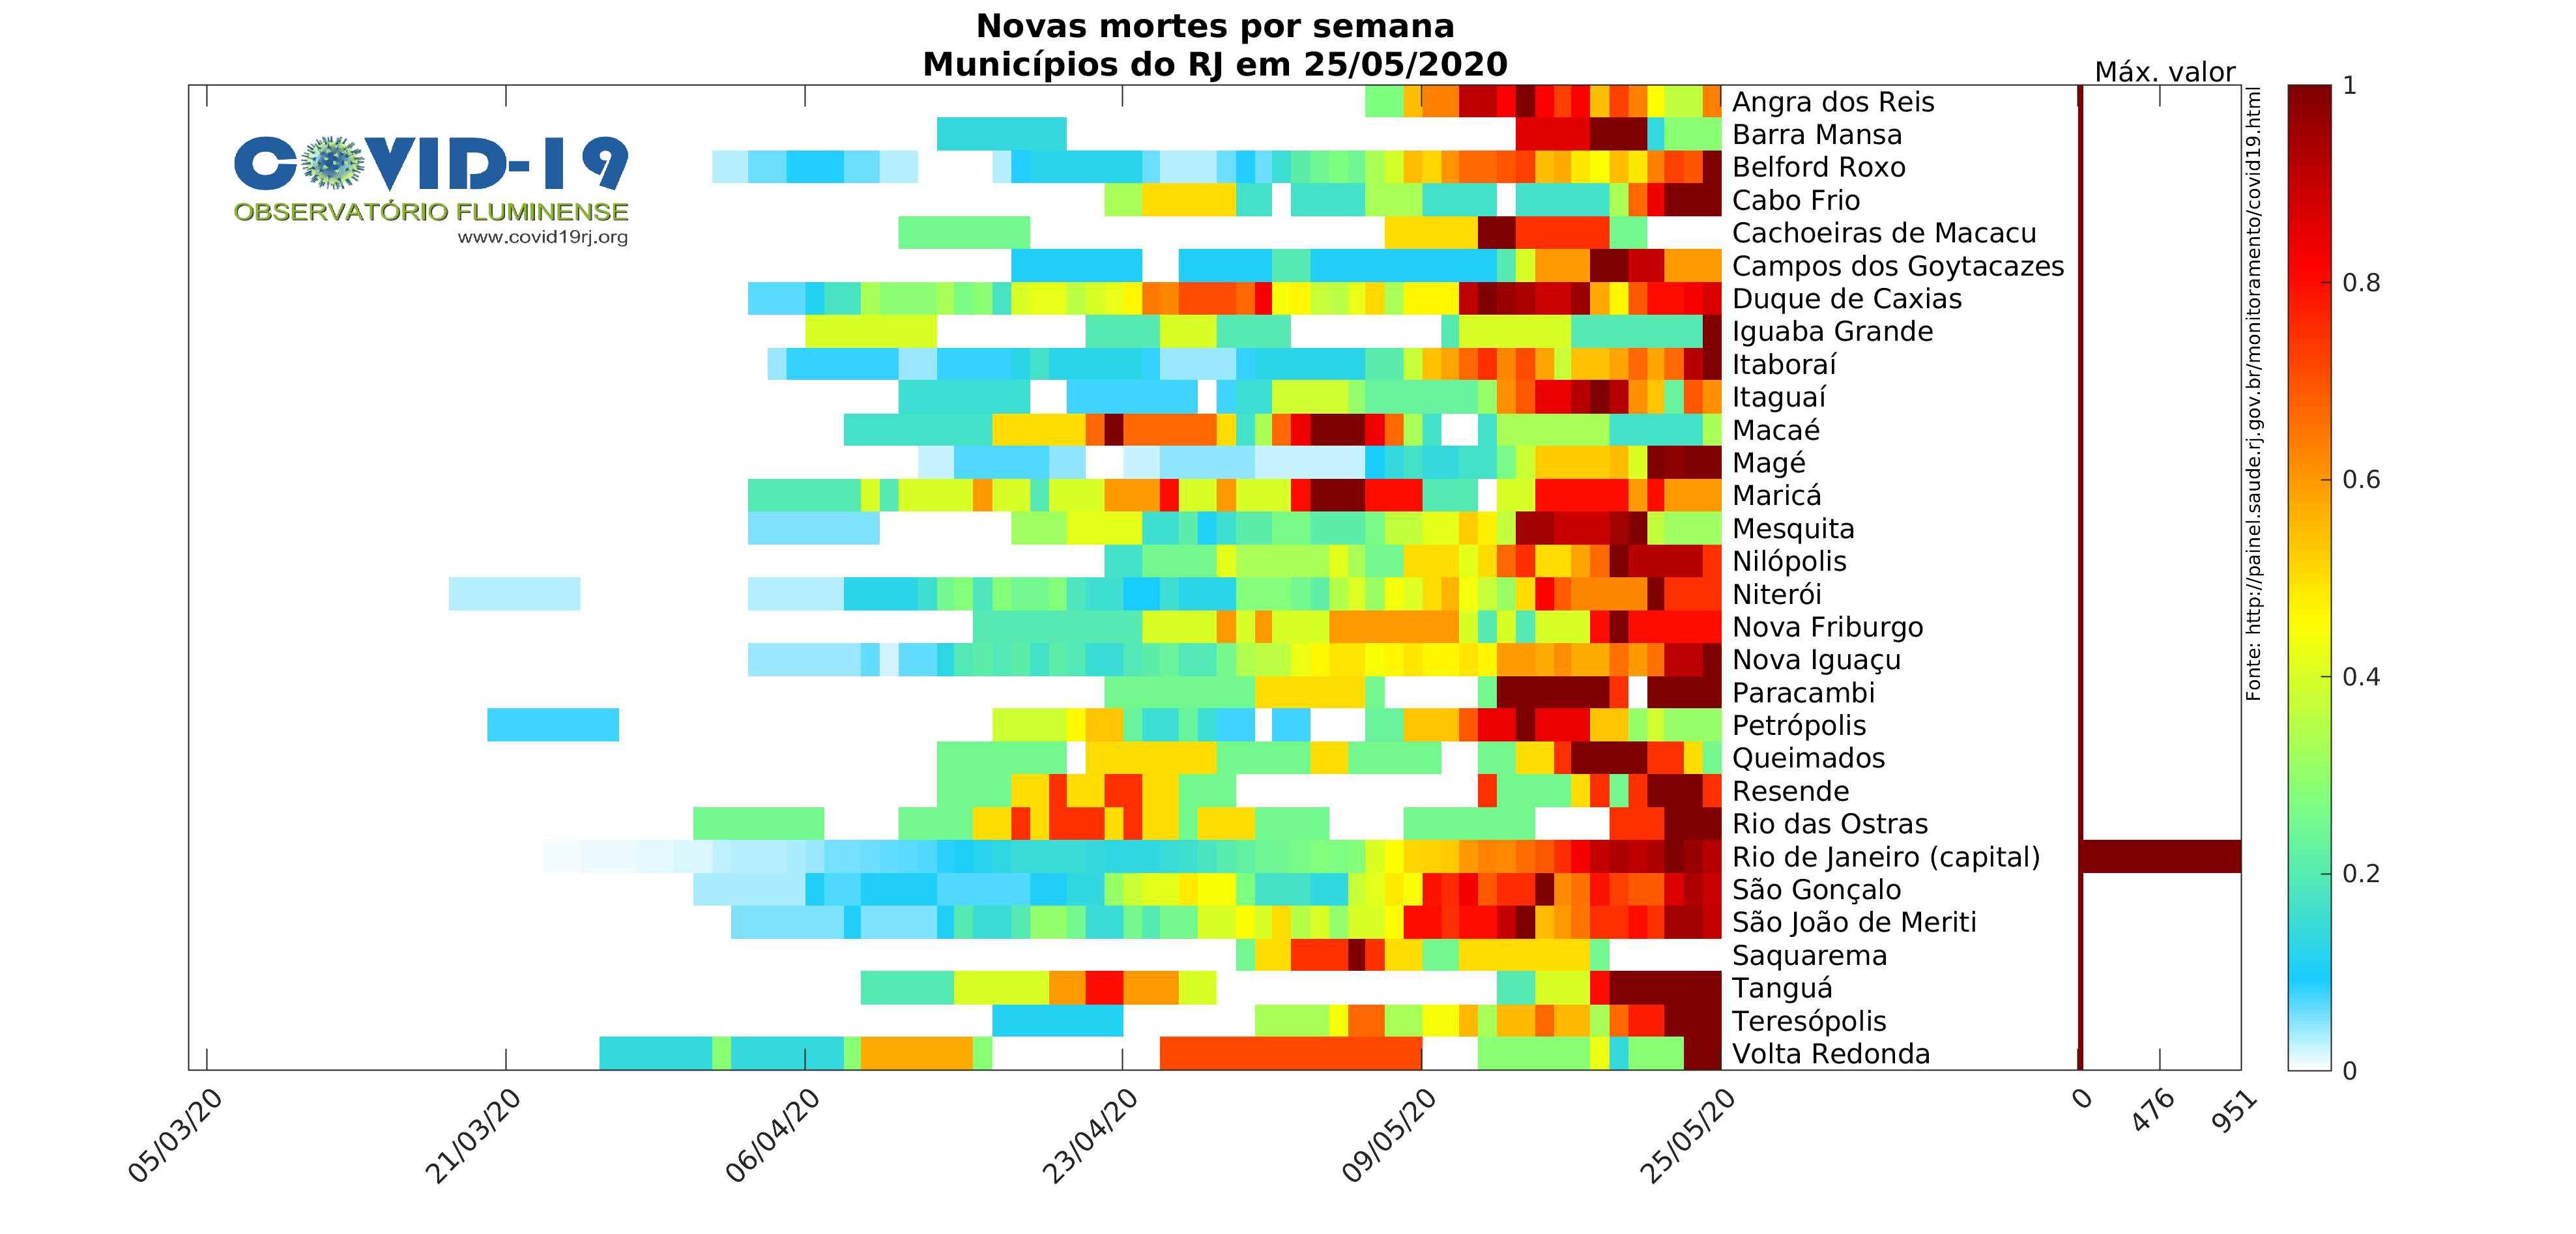 Novas mortes por semana
Municípios do RJ em 25/05/2020
Máx. valor
COVID-19
OBSERVATÓRIO FLUMINENSE
www.covid19rj.org
Angra dos Reis
Barra Mansa
Belford Roxo
Cabo Frio
Cachoeiras de Macacu
Campos dos Goytacazes
Duque de Caxias
Iguaba Grande
Itaboraí
Itaguaí
Macaé
Magé
Maricá
Mesquita
Nilópolis
Niterói
Nova Friburgo
Nova Iguaçu
Paracambi
Petrópolis
Queimados
Resende
Rio das Ostras
Rio de Janeiro (capital)
São Gonçalo
São João de Meriti
Saquarema
Tanguá
Teresópolis
Volta Redonda
Fonte: http://painel.saude.rj.gov.br/monitoramento/covid19.html
1
0.8
0.6
0.4
0.2
0
05/03/20
21/03/20
06/04/20
23/04/20
09/05/20
25/05/20
0
476
951